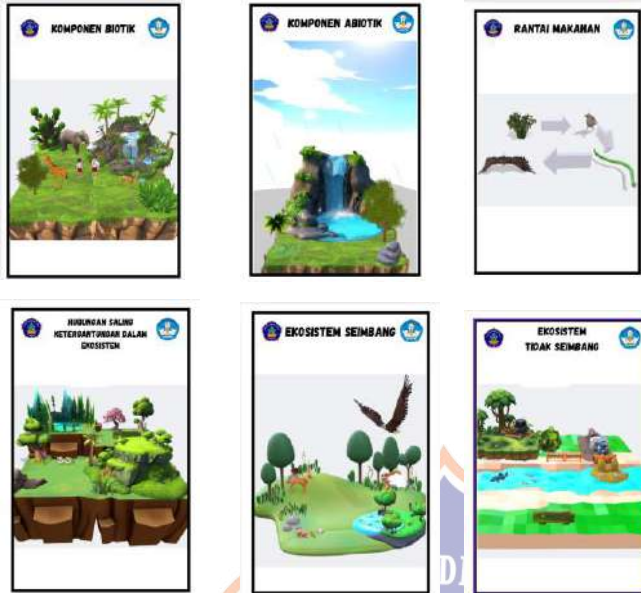 KOMPONEN BIOTIK
KOMPONEN ABIOTIK
RANTAI MAKANAN
HUBUNGAN SALING
KETERGANTUNGAN DALAM
EKOSISTEM
EKOSISTEM SEIMBANG
EKOSISTEM
TIDAK SEIMBANG